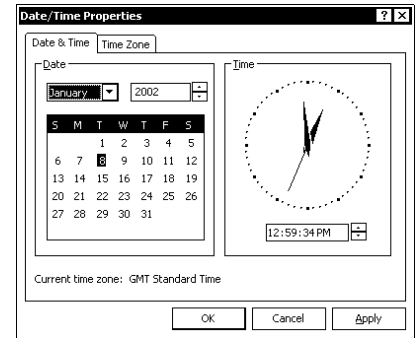 Date/Time Properties ? X
Date & Time Time Zone
Date
January 2002
S M T W T F S
1 2 3 4 5
6 7 8 9 10 11 12
13 14 15 16 17 18 19
20 21 22 23 24 25 26
27 28 29 30 31
Time
12:59:34 PM
Current time zone: GMT Standard Time
OK Cancel Apply